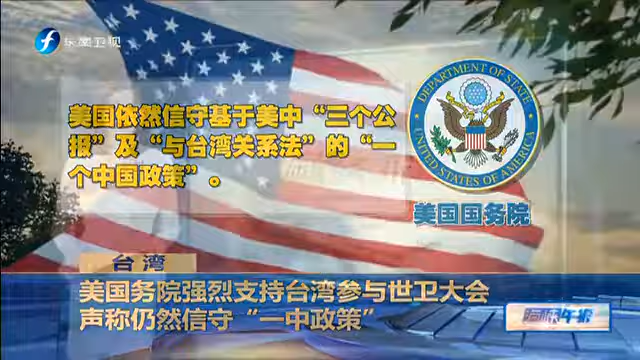 东南卫视
美国依然信守基于美中“三个公
报”及“与台湾关系法”的“一
个中国政策”。
DEPARTMENT OF STATE
UNITED STATES OF AMERICA
美国国务院
台湾
美国务院强烈支持台湾参与世卫大会
声称仍然信守“一中政策”
海峡午报